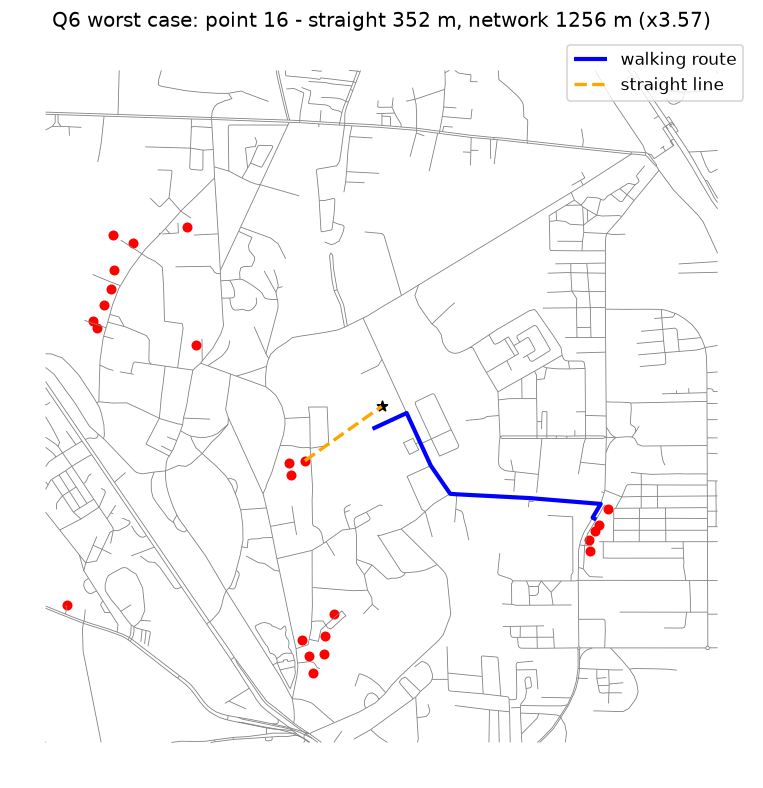 Q6 worst case: point 16 - straight 352 m, network 1256 m (x3.57)
walking route
straight line